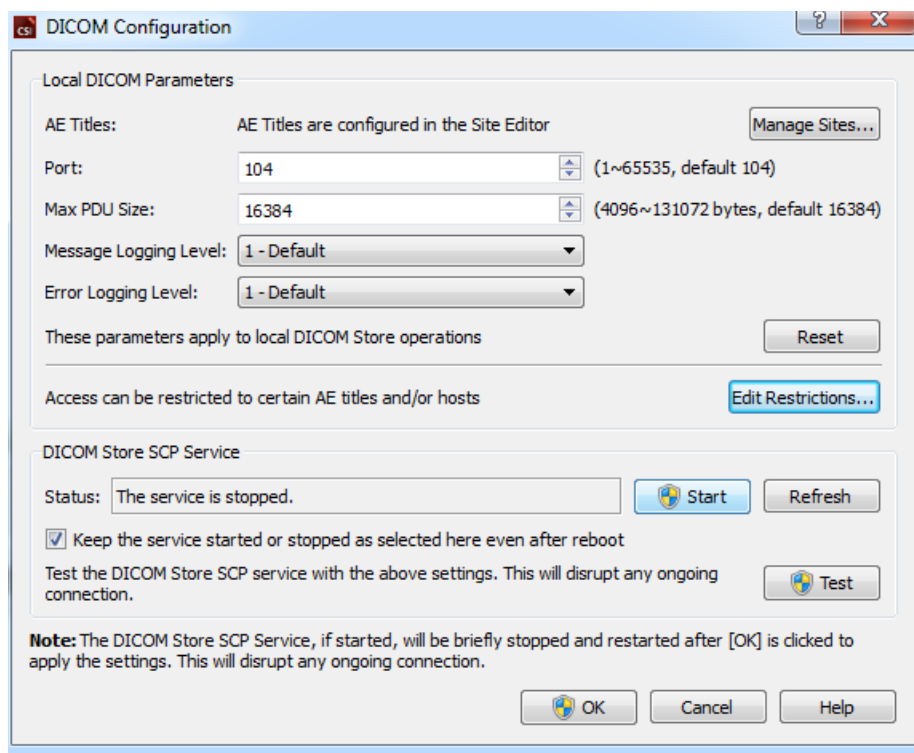 CSI DICOM Configuration
Local DICOM Parameters
AE Titles: AE Titles are configured in the Site Editor Manage Sites...
Port: 104 (1~65535, default 104)
Max PDU Size: 16384 (4096~131072 bytes, default 16384)
Message Logging Level: 1 - Default
Error Logging Level: 1 - Default
These parameters apply to local DICOM Store operations Reset
Access can be restricted to certain AE titles and/or hosts Edit Restrictions...
DICOM Store SCP Service
Status: The service is stopped. Start Refresh
Keep the service started or stopped as selected here even after reboot
Test the DICOM Store SCP service with the above settings. This will disrupt any ongoing
connection. Test
Note: The DICOM Store SCP Service, if started, will be briefly stopped and restarted after [OK] is clicked to
apply the settings. This will disrupt any ongoing connection.
OK Cancel Help